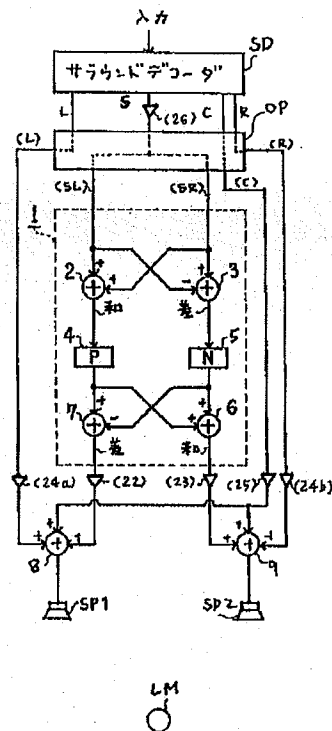 入力
サラウンドデコーダ
SD
L
S
C
R
(26)
OP
(L)
(R)
(SL)
(SR)
(C)
1
+
+
-
+
2
3
和
差
4
P
5
N
+
-
+
+
7
6
差
和
(24a)
(22)
(23)
(25)
(24b)
+
+
+
+
+
+
8
9
SP1
SP2
LM